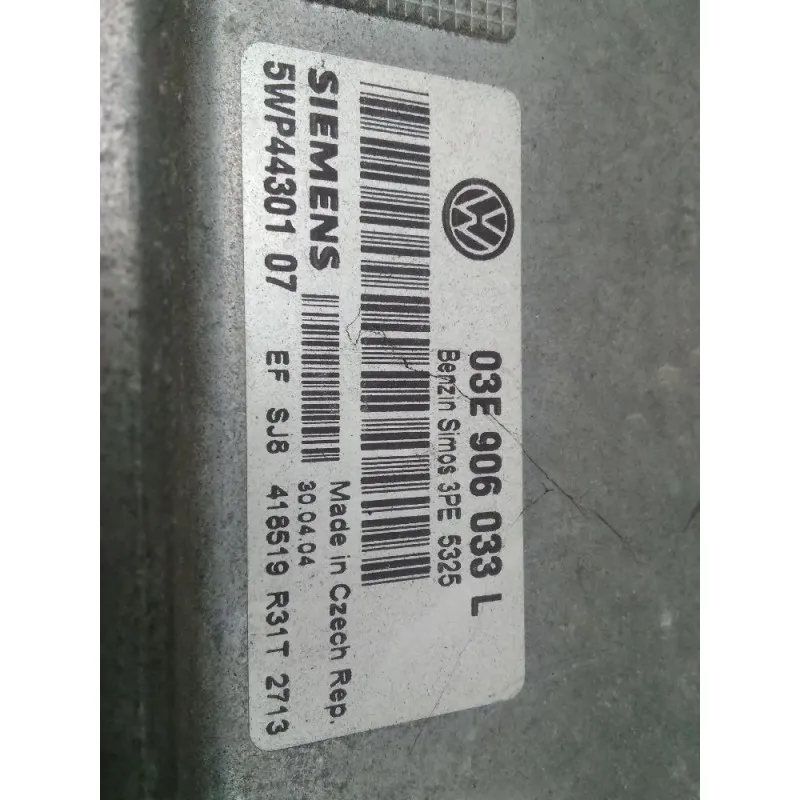 03E 906 033 L
Benzin Simos 3PE 5325
SIEMENS
5WP44301 07
Made in Czech Rep.
30.04.04
EF SJ8 418519 R31T 2713